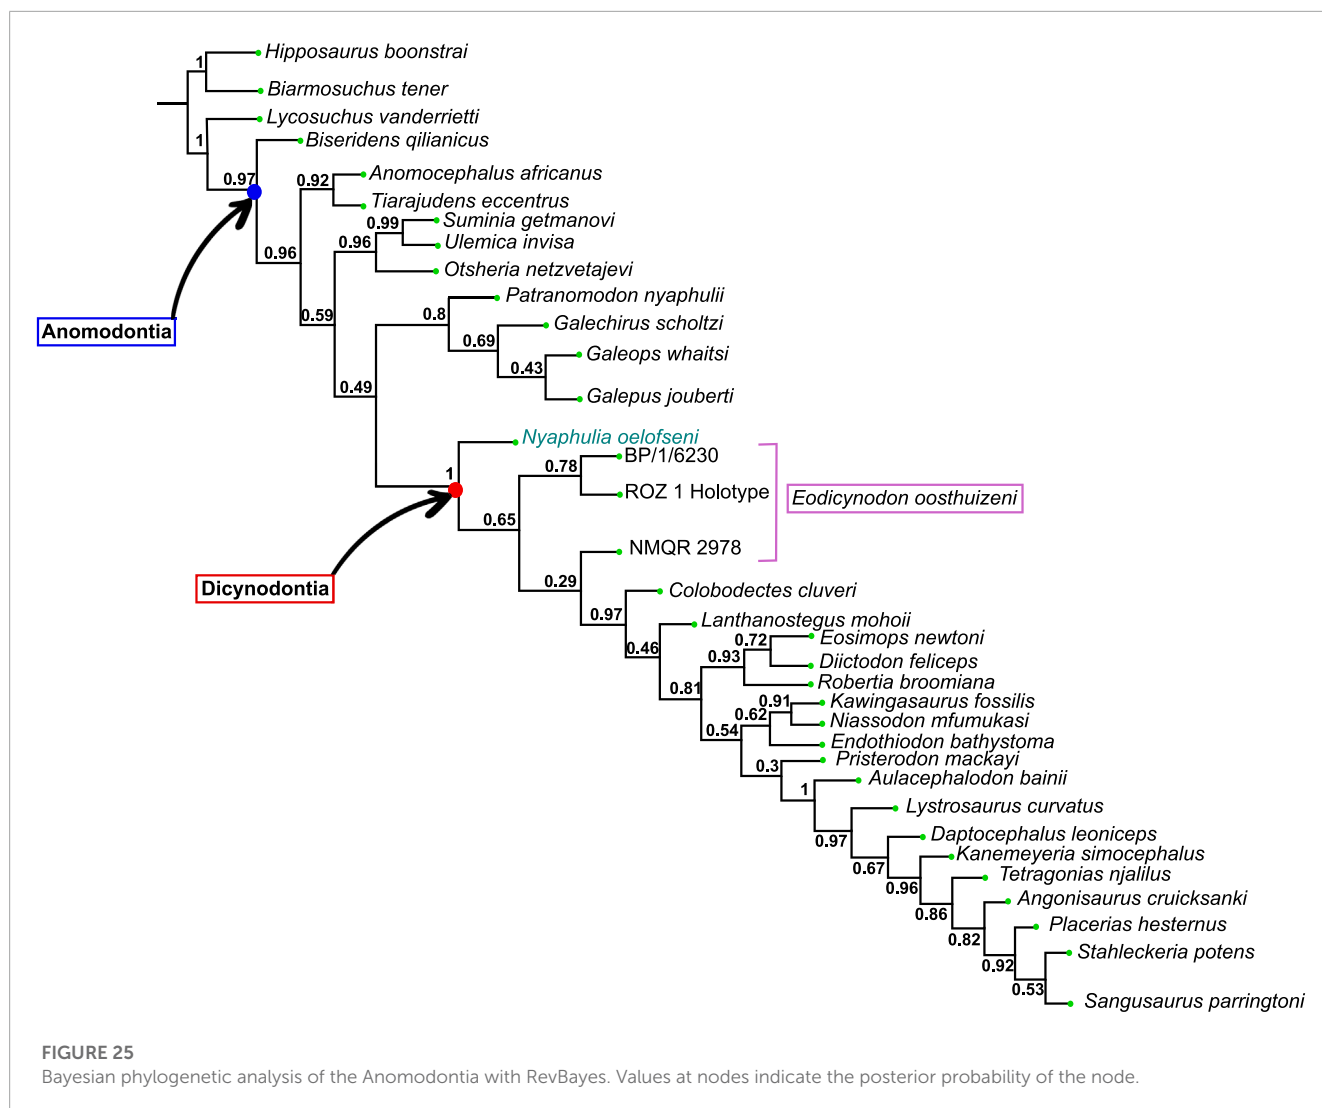 Hipposaurus boonstrai
1
Biarmosuchus tener
Lycosuchus vanderrietti
1
Biseridens qilianicus
0.97
Anomocephalus africanus
0.92
Tiarajudens eccentrus
Suminia getmanovi
0.99
Ulemica invisa
0.96
0.96
Otsheria netzvetajevi
Patranomodon nyaphulii
0.59
0.8
Galechirus scholtzi
Anomodontia
0.69
Galeops whaitsi
0.43
0.49
Galepus jouberti
Nyaphulia oelofseni
BP/1/6230
0.78
1
ROZ 1 Holotype
Eodicynodon oosthuizeni
0.65
NMQR 2978
0.29
Dicynodontia
Colobodectes cluveri
0.97
Lanthanostegus mohoii
Eosimops newtoni
0.72
0.46
0.93
Diictodon feliceps
Robertia broomiana
0.81
Kawingasaurus fossilis
0.91
Niassodon mfumukasi
0.62
0.54
Endothiodon bathystoma
Pristerodon mackayi
0.3
Aulacephalodon bainii
1
Lystrosaurus curvatus
0.97
Daptocephalus leoniceps
Kanemeyeria simocephalus
0.67
Tetragonias njalilus
0.96
Angonisaurus cruicksanki
0.86
Placerias hesternus
0.82
Stahleckeria potens
0.92
0.53
Sangusaurus parringtoni
FIGURE 25
Bayesian phylogenetic analysis of the Anomodontia with RevBayes. Values at nodes indicate the posterior probability of the node.